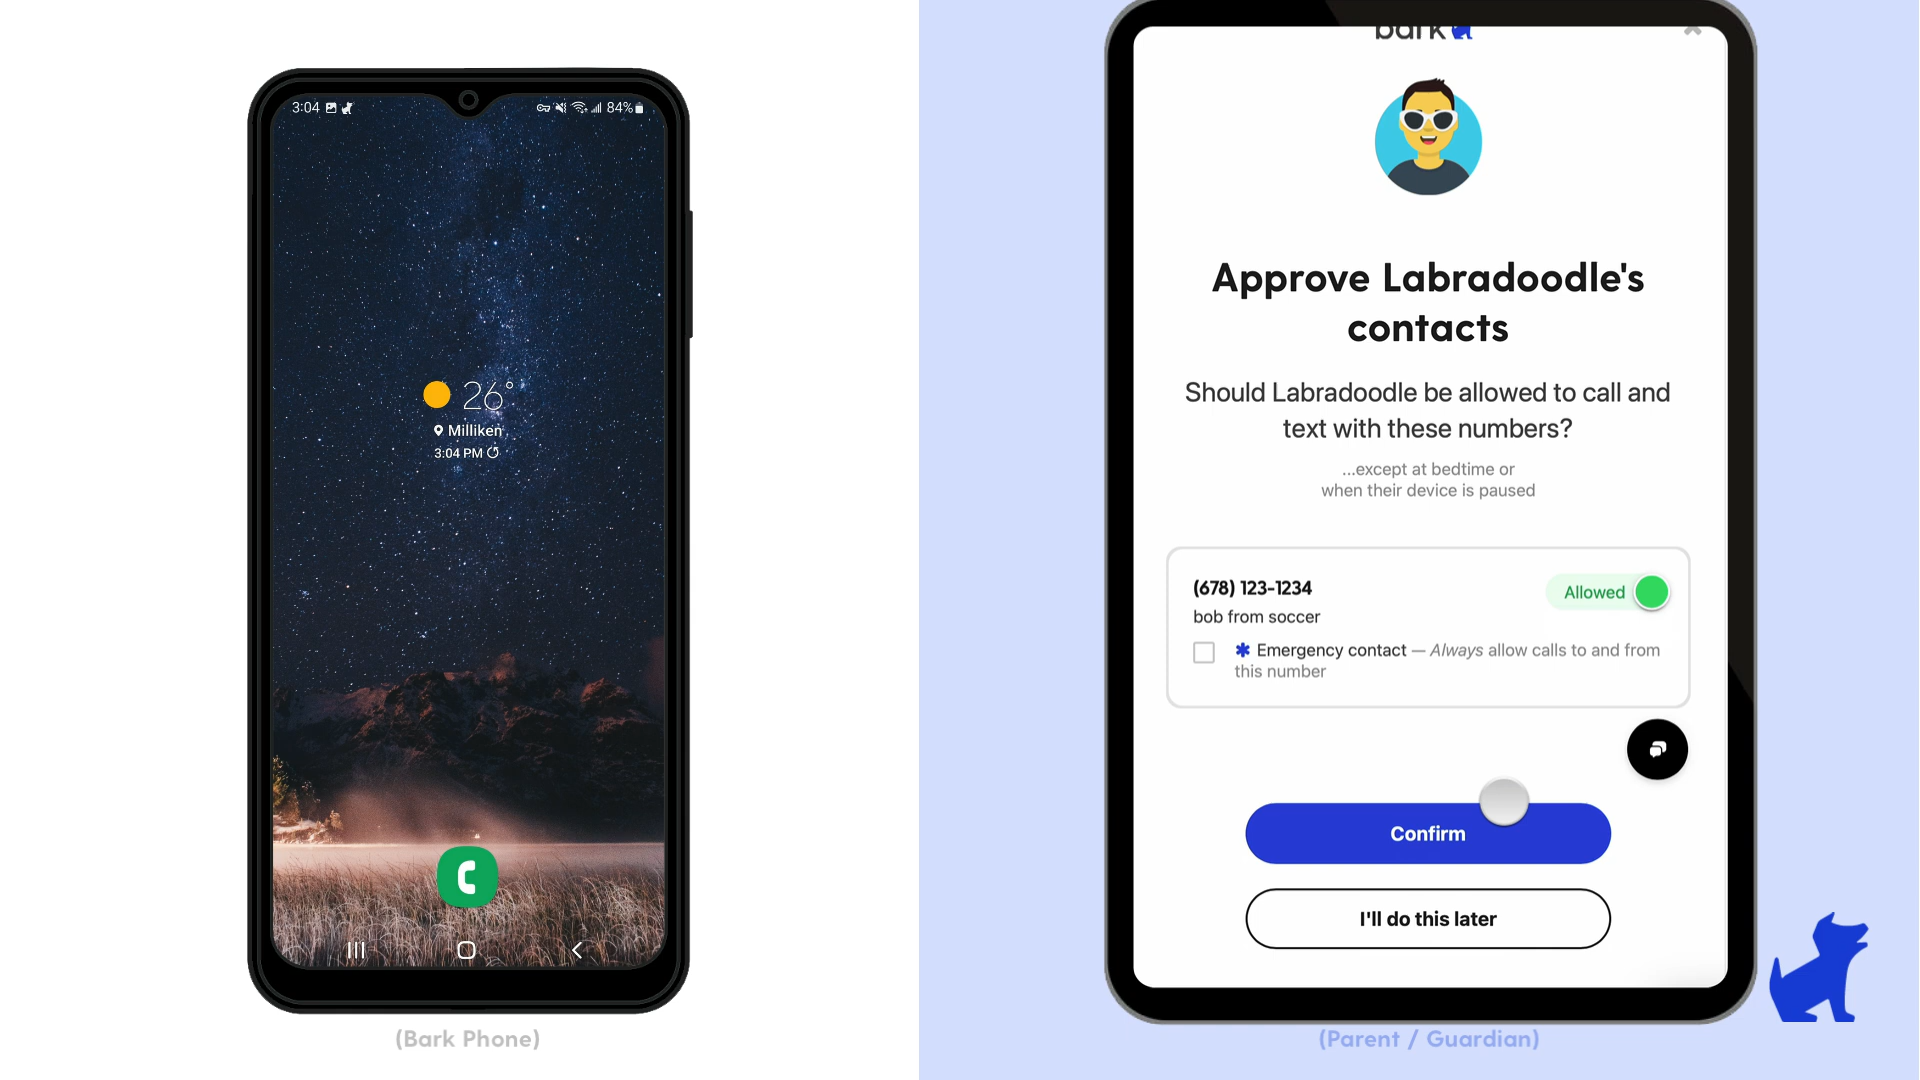 3:04
84%
26°
Milliken
3:04 PM
(Bark Phone)
bark
Approve Labradoodle's
contacts
Should Labradoodle be allowed to call and
text with these numbers?
...except at bedtime or
when their device is paused
(678) 123-1234
Allowed
bob from soccer
✱ Emergency contact — Always allow calls to and from
this number
Confirm
I'll do this later
(Parent / Guardian)